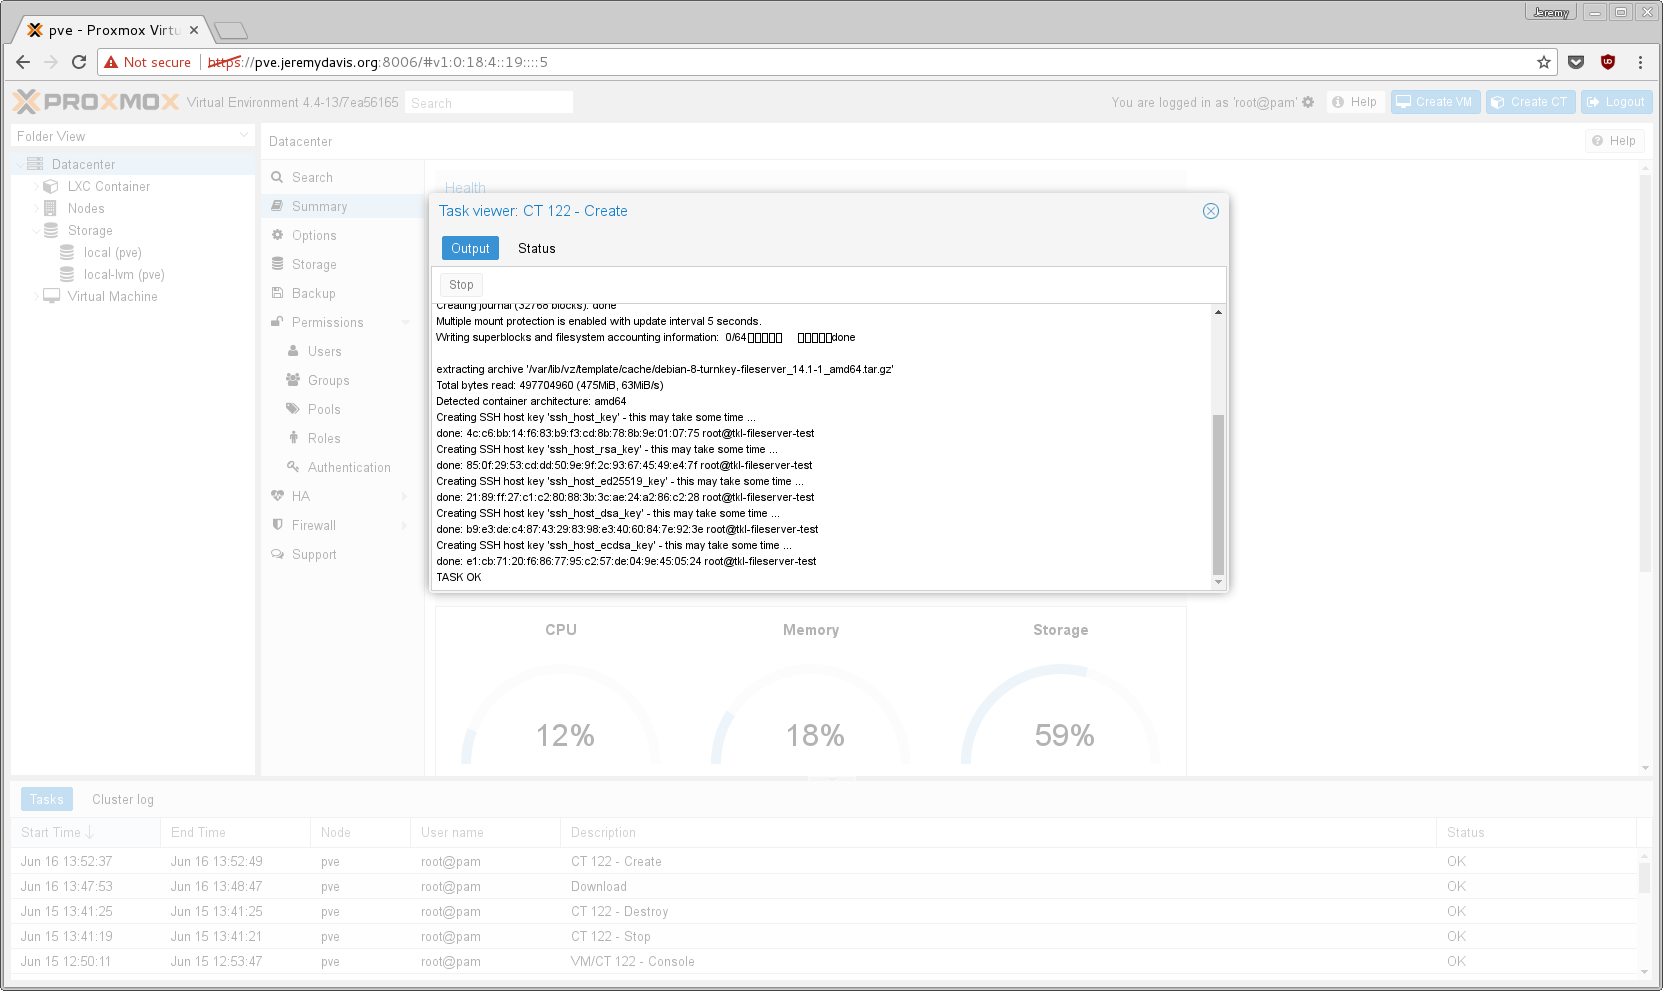 Jeremy
pve - Proxmox Virtu
Not secure https://pve.jeremydavis.org:8006/#v1:0:18:4::19::::5
PROXMOX Virtual Environment 4.4-13/7ea56165 Search You are logged in as 'root@pam' Help Create VM Create CT Logout
Folder View
Datacenter
LXC Container
Nodes
Storage
local (pve)
local-lvm (pve)
Virtual Machine
Datacenter Help
Search
Summary
Options
Storage
Backup
Permissions
Users
Groups
Pools
Roles
Authentication
HA
Firewall
Support
Health
Task viewer: CT 122 - Create
Output Status
Stop
Creating journal (32768 blocks): done
Multiple mount protection is enabled with update interval 5 seconds.
Writing superblocks and filesystem accounting information: 0/64▯▯▯▯▯ ▯▯▯▯▯done
extracting archive '/var/lib/vz/template/cache/debian-8-turnkey-fileserver_14.1-1_amd64.tar.gz'
Total bytes read: 497704960 (475MiB, 63MiB/s)
Detected container architecture: amd64
Creating SSH host key 'ssh_host_key' - this may take some time ...
done: 4c:c6:bb:14:f6:83:b9:f3:cd:8b:78:8b:9e:01:07:75 root@tkl-fileserver-test
Creating SSH host key 'ssh_host_rsa_key' - this may take some time ...
done: 85:0f:29:53:cd:dd:50:9e:9f:2c:93:67:45:49:e4:7f root@tkl-fileserver-test
Creating SSH host key 'ssh_host_ed25519_key' - this may take some time ...
done: 21:89:ff:27:c1:c2:80:88:3b:3c:ae:24:a2:86:c2:28 root@tkl-fileserver-test
Creating SSH host key 'ssh_host_dsa_key' - this may take some time ...
done: b9:e3:de:c4:87:43:29:83:98:e3:40:60:84:7e:92:3e root@tkl-fileserver-test
Creating SSH host key 'ssh_host_ecdsa_key' - this may take some time ...
done: e1:cb:71:20:f6:86:77:95:c2:57:de:04:9e:45:05:24 root@tkl-fileserver-test
TASK OK
CPU Memory Storage
12% 18% 59%
Tasks Cluster log
Start Time End Time Node User name Description Status
Jun 16 13:52:37 Jun 16 13:52:49 pve root@pam CT 122 - Create OK
Jun 16 13:47:53 Jun 16 13:48:47 pve root@pam Download OK
Jun 15 13:41:25 Jun 15 13:41:25 pve root@pam CT 122 - Destroy OK
Jun 15 13:41:19 Jun 15 13:41:21 pve root@pam CT 122 - Stop OK
Jun 15 12:50:11 Jun 15 12:53:47 pve root@pam VM/CT 122 - Console OK